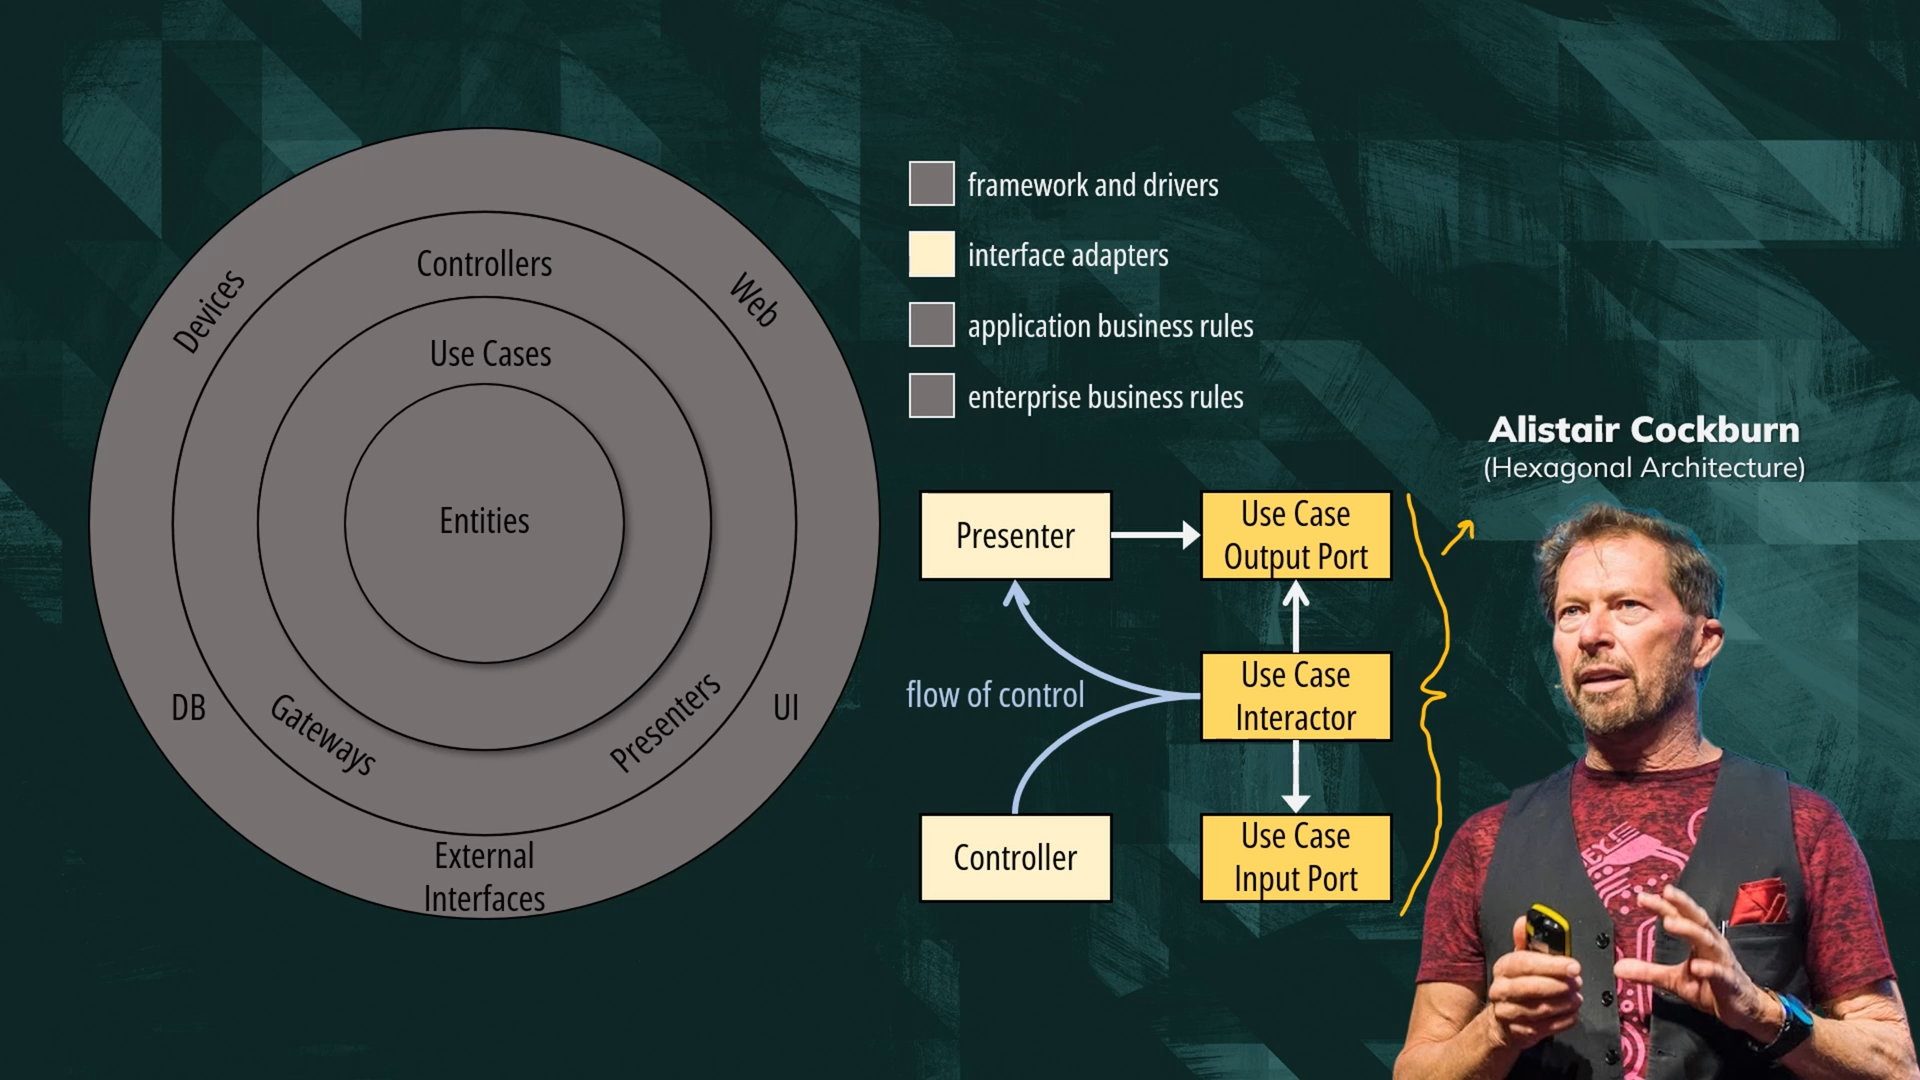 Devices
Controllers
Web
Use Cases
Entities
DB
Gateways
Presenters
UI
External
Interfaces
framework and drivers
interface adapters
application business rules
enterprise business rules
Presenter
Use Case
Output Port
flow of control
Use Case
Interactor
Controller
Use Case
Input Port
Alistair Cockburn
(Hexagonal Architecture)